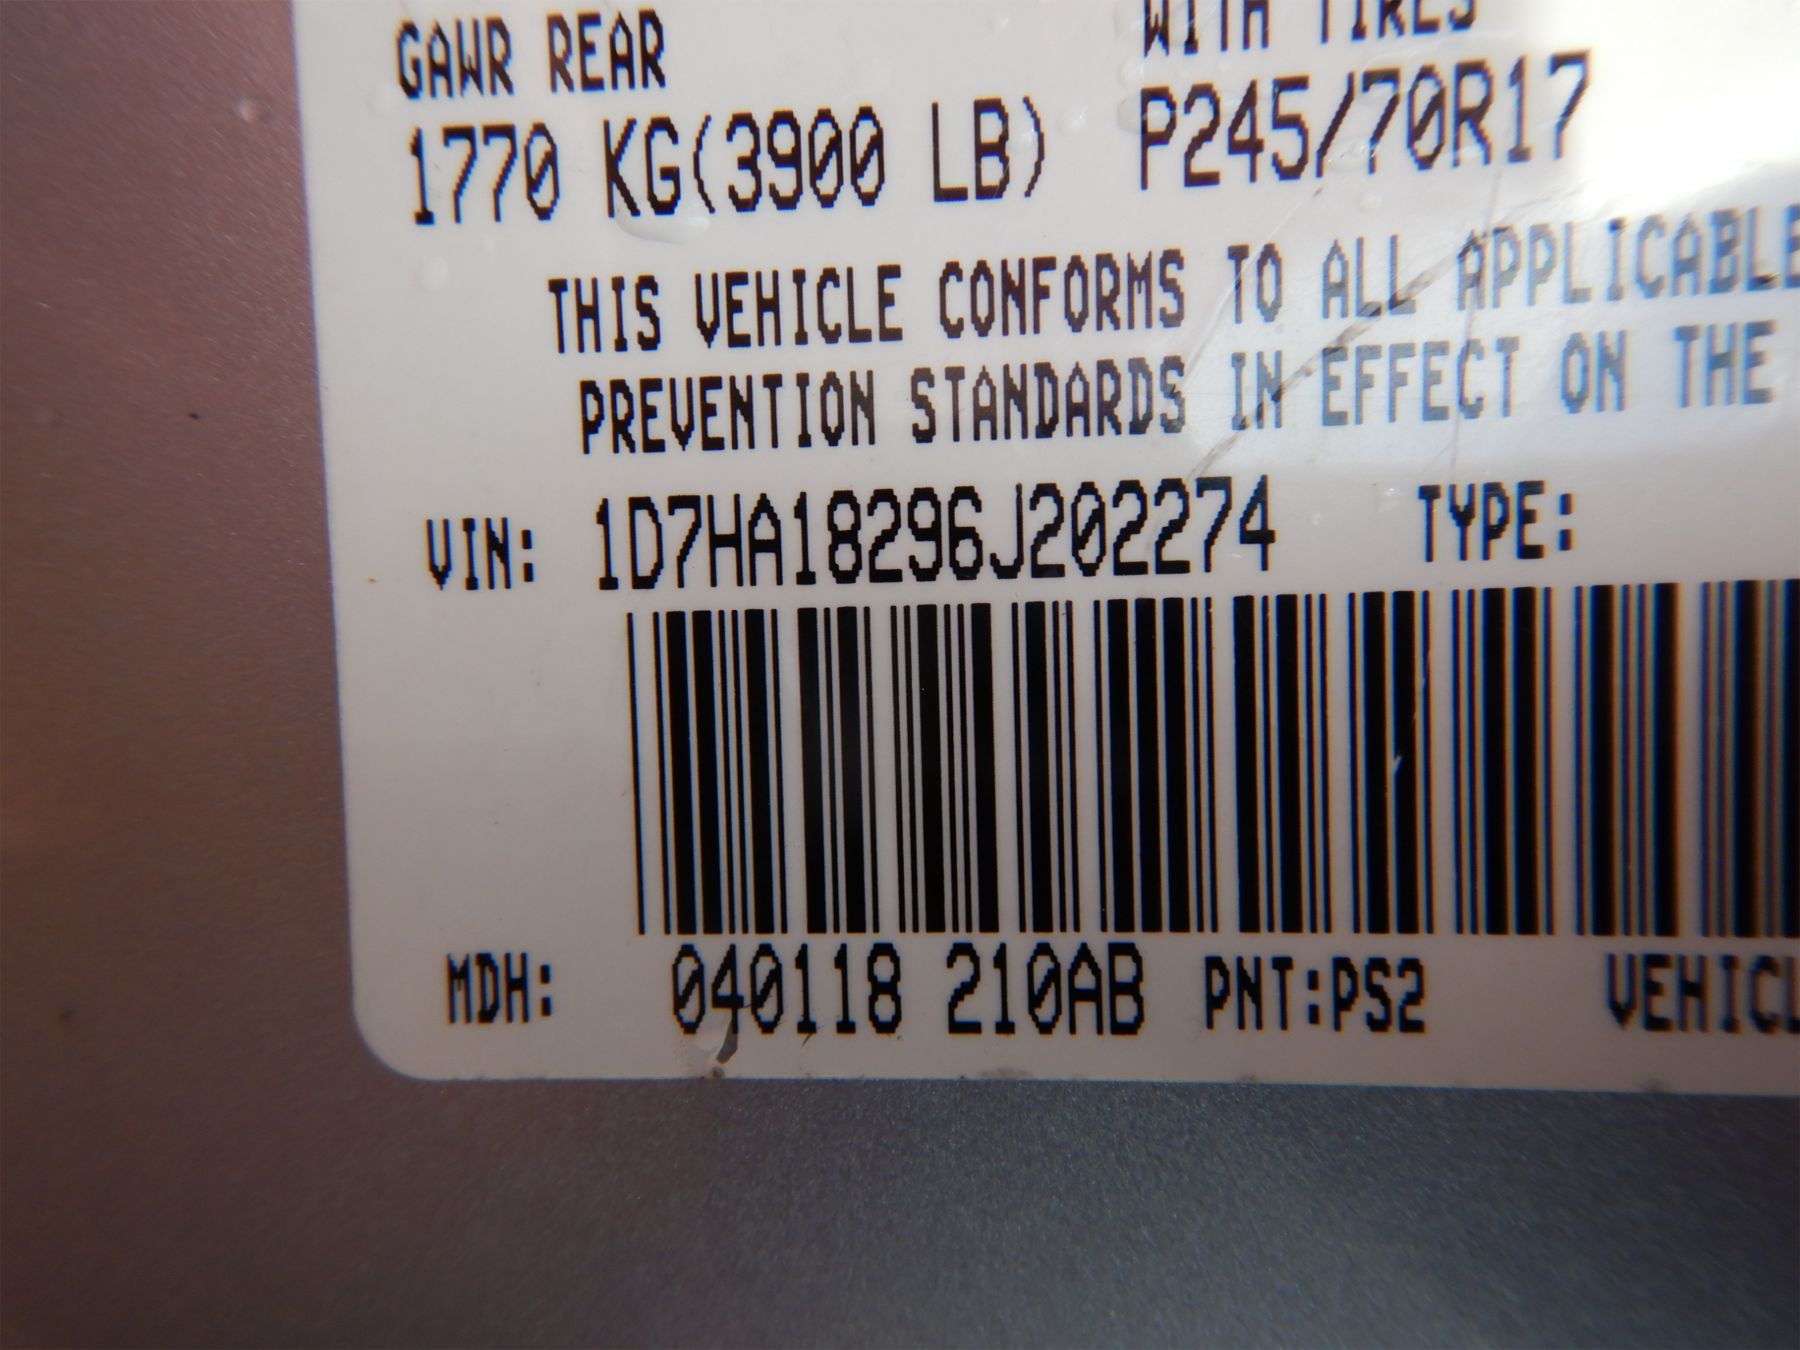 GAWR REAR WITH TIRES
1770 KG(3900 LB) P245/70R17
THIS VEHICLE CONFORMS TO ALL APPLICABLE
PREVENTION STANDARDS IN EFFECT ON THE
VIN: 1D7HA18296J202274 TYPE:
MDH: 040118 210AB PNT:PS2 VEHICL